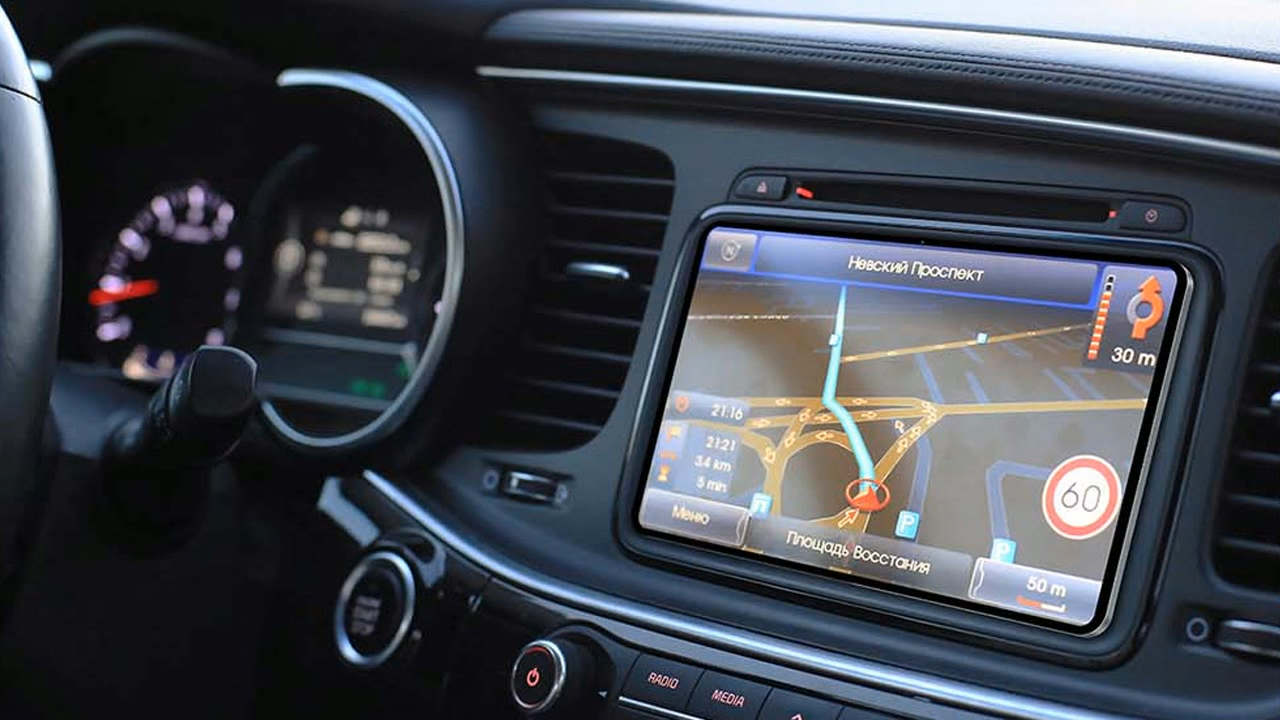 N
Невский Проспект
30 m
21:16
21:21
3.4 km
5 min
60
P
P
Меню
Площадь Восстания
50 m
RADIO
MEDIA